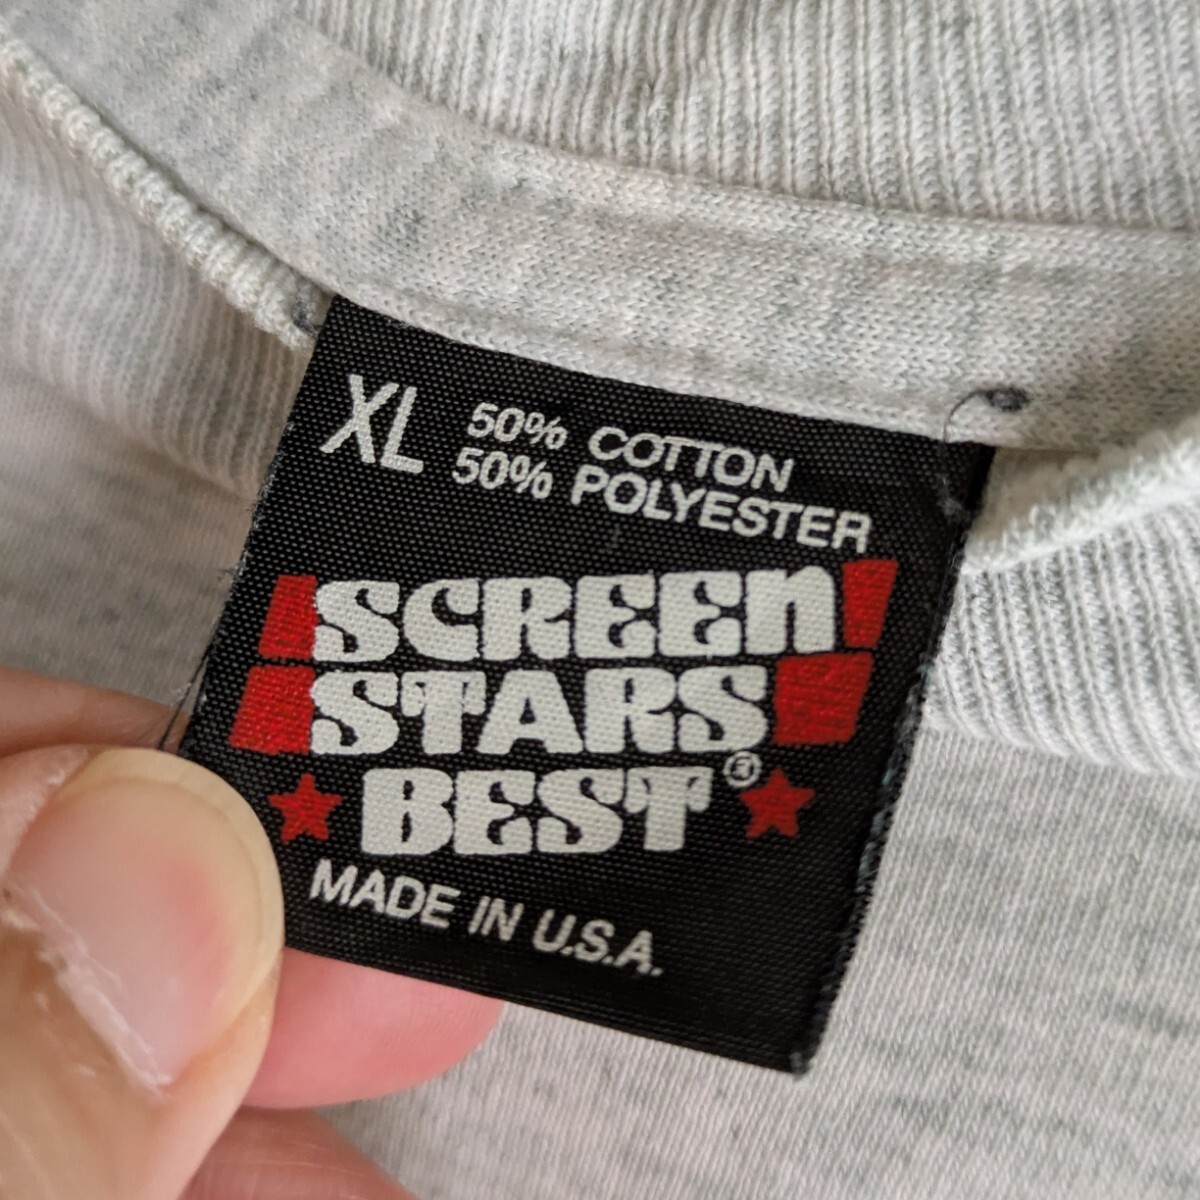 XL
50% COTTON
50% POLYESTER
SCREEn
STARS
BEST®
MADE IN U.S.A.